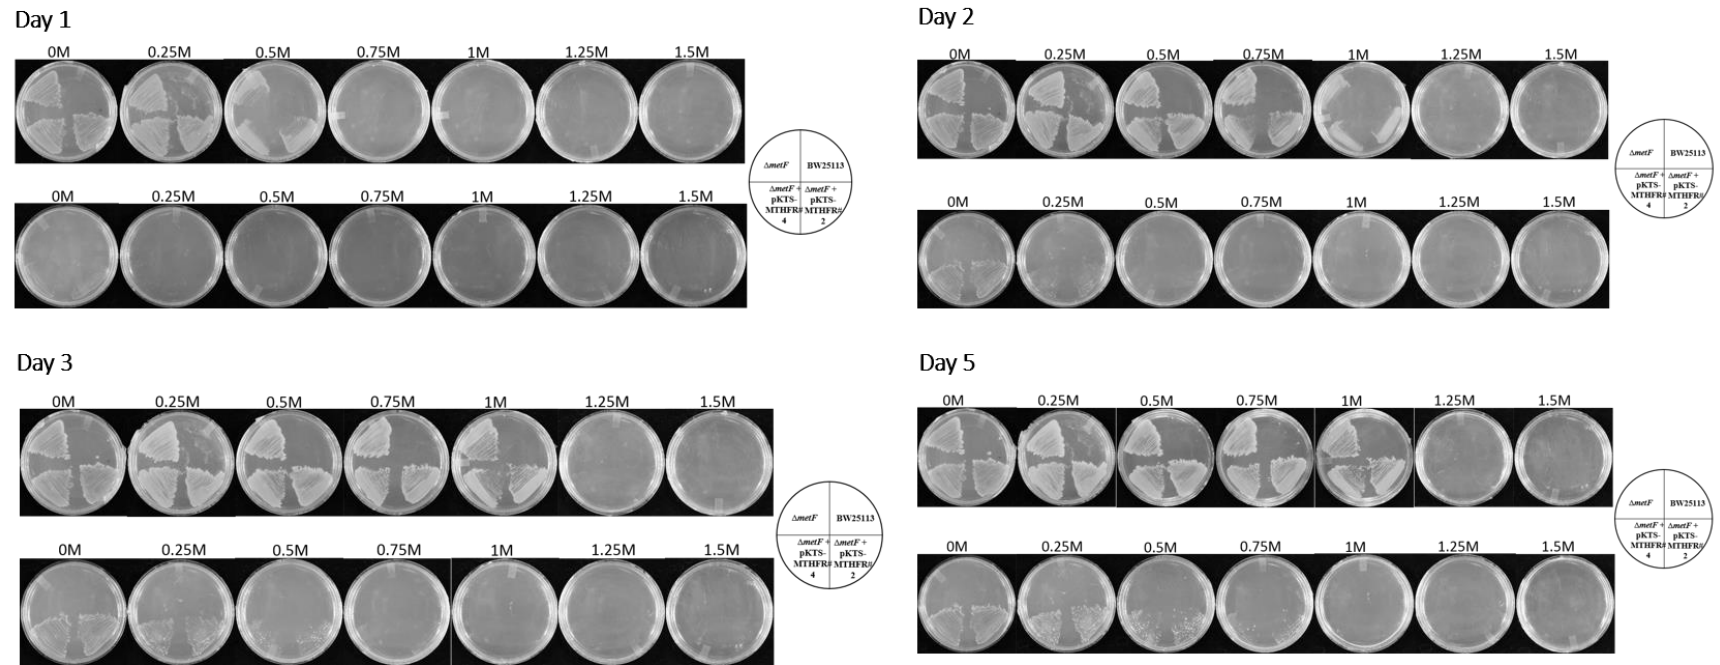 Day 1
0M 0.25M 0.5M 0.75M 1M 1.25M 1.5M
ΔmetF BW25113
ΔmetF + ΔmetF +
pKTS- pKTS-
MTHFR# MTHFR#
4 2
0M 0.25M 0.5M 0.75M 1M 1.25M 1.5M
Day 2
0M 0.25M 0.5M 0.75M 1M 1.25M 1.5M
ΔmetF BW25113
ΔmetF + ΔmetF +
pKTS- pKTS-
MTHFR# MTHFR#
4 2
0M 0.25M 0.5M 0.75M 1M 1.25M 1.5M
Day 3
0M 0.25M 0.5M 0.75M 1M 1.25M 1.5M
ΔmetF BW25113
ΔmetF + ΔmetF +
pKTS- pKTS-
MTHFR# MTHFR#
4 2
0M 0.25M 0.5M 0.75M 1M 1.25M 1.5M
Day 5
0M 0.25M 0.5M 0.75M 1M 1.25M 1.5M
ΔmetF BW25113
ΔmetF + ΔmetF +
pKTS- pKTS-
MTHFR# MTHFR#
4 2
0M 0.25M 0.5M 0.75M 1M 1.25M 1.5M